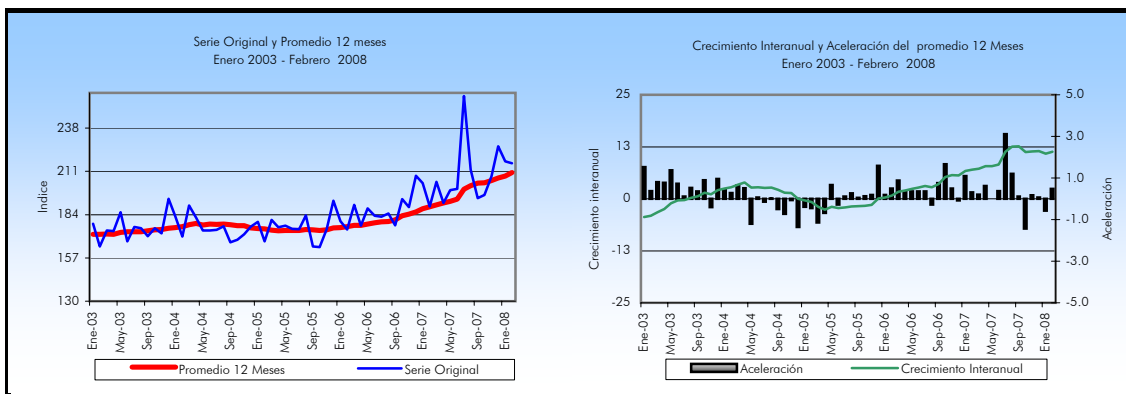 Serie Original y Promedio 12 meses
Enero 2003 - Febrero 2008
Indice
238
211
184
157
130
Ene-03
May-03
Sep-03
Ene-04
May-04
Sep-04
Ene-05
May-05
Sep-05
Ene-06
May-06
Sep-06
Ene-07
May-07
Sep-07
Ene-08
Promedio 12 Meses
Serie Original
Crecimiento Interanual y Aceleración del promedio 12 Meses
Enero 2003 - Febrero 2008
Crecimiento interanual
25
13
0
-13
-25
5.0
3.0
1.0
-1.0
-3.0
-5.0
Aceleración
Ene-03
May-03
Sep-03
Ene-04
May-04
Sep-04
Ene-05
May-05
Sep-05
Ene-06
May-06
Sep-06
Ene-07
May-07
Sep-07
Ene-08
Aceleración
Crecimiento Interanual